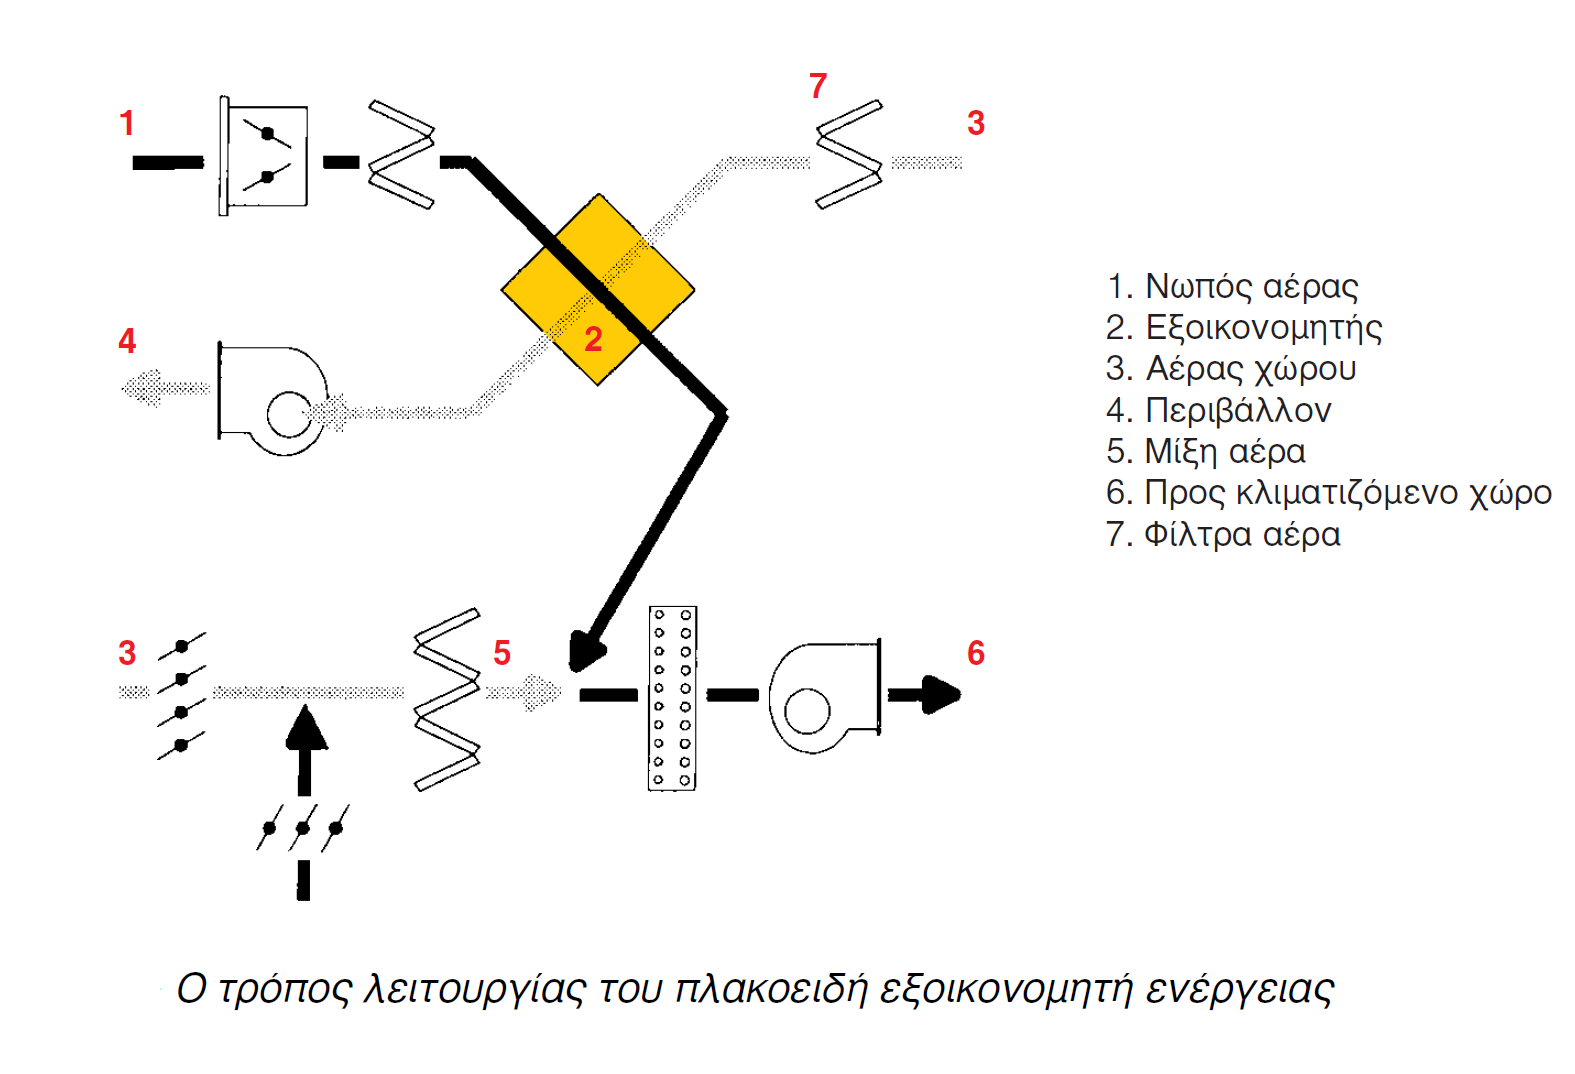 7
1
3
4
2
3
5
6
1. Νωπός αέρας
2. Εξοικονομητής
3. Αέρας χώρου
4. Περιβάλλον
5. Μίξη αέρα
6. Προς κλιματιζόμενο χώρο
7. Φίλτρα αέρα
Ο τρόπος λειτουργίας του πλακοειδή εξοικονομητή ενέργειας